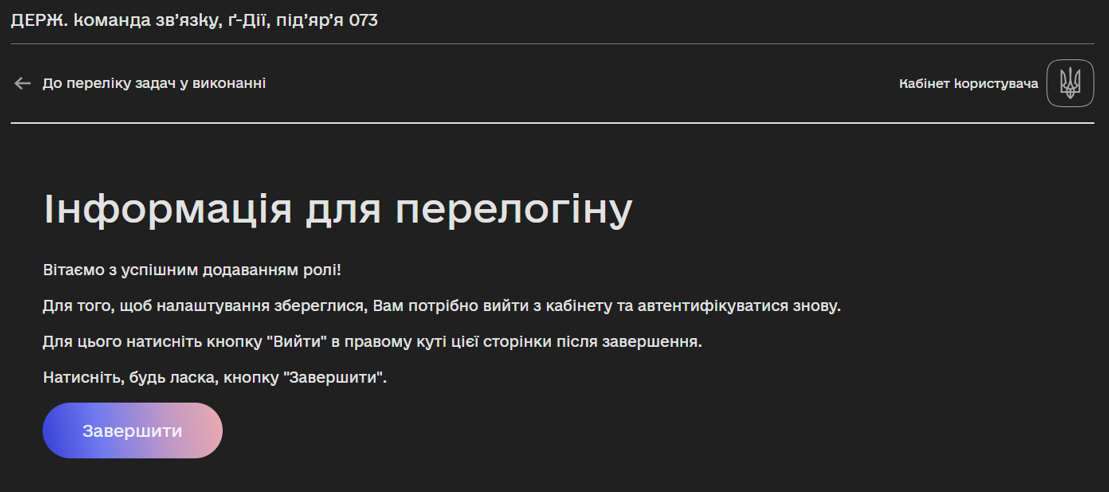 ДЕРЖ. команда зв’язку, ґ-Дії, під’яр’я 073
До переліку задач у виконанні
Кабінет користувача
Інформація для перелогіну
Вітаємо з успішним додаванням ролі!
Для того, щоб налаштування збереглися, Вам потрібно вийти з кабінету та автентифікуватися знову.
Для цього натисніть кнопку "Вийти" в правому куті цієї сторінки після завершення.
Натисніть, будь ласка, кнопку "Завершити".
Завершити